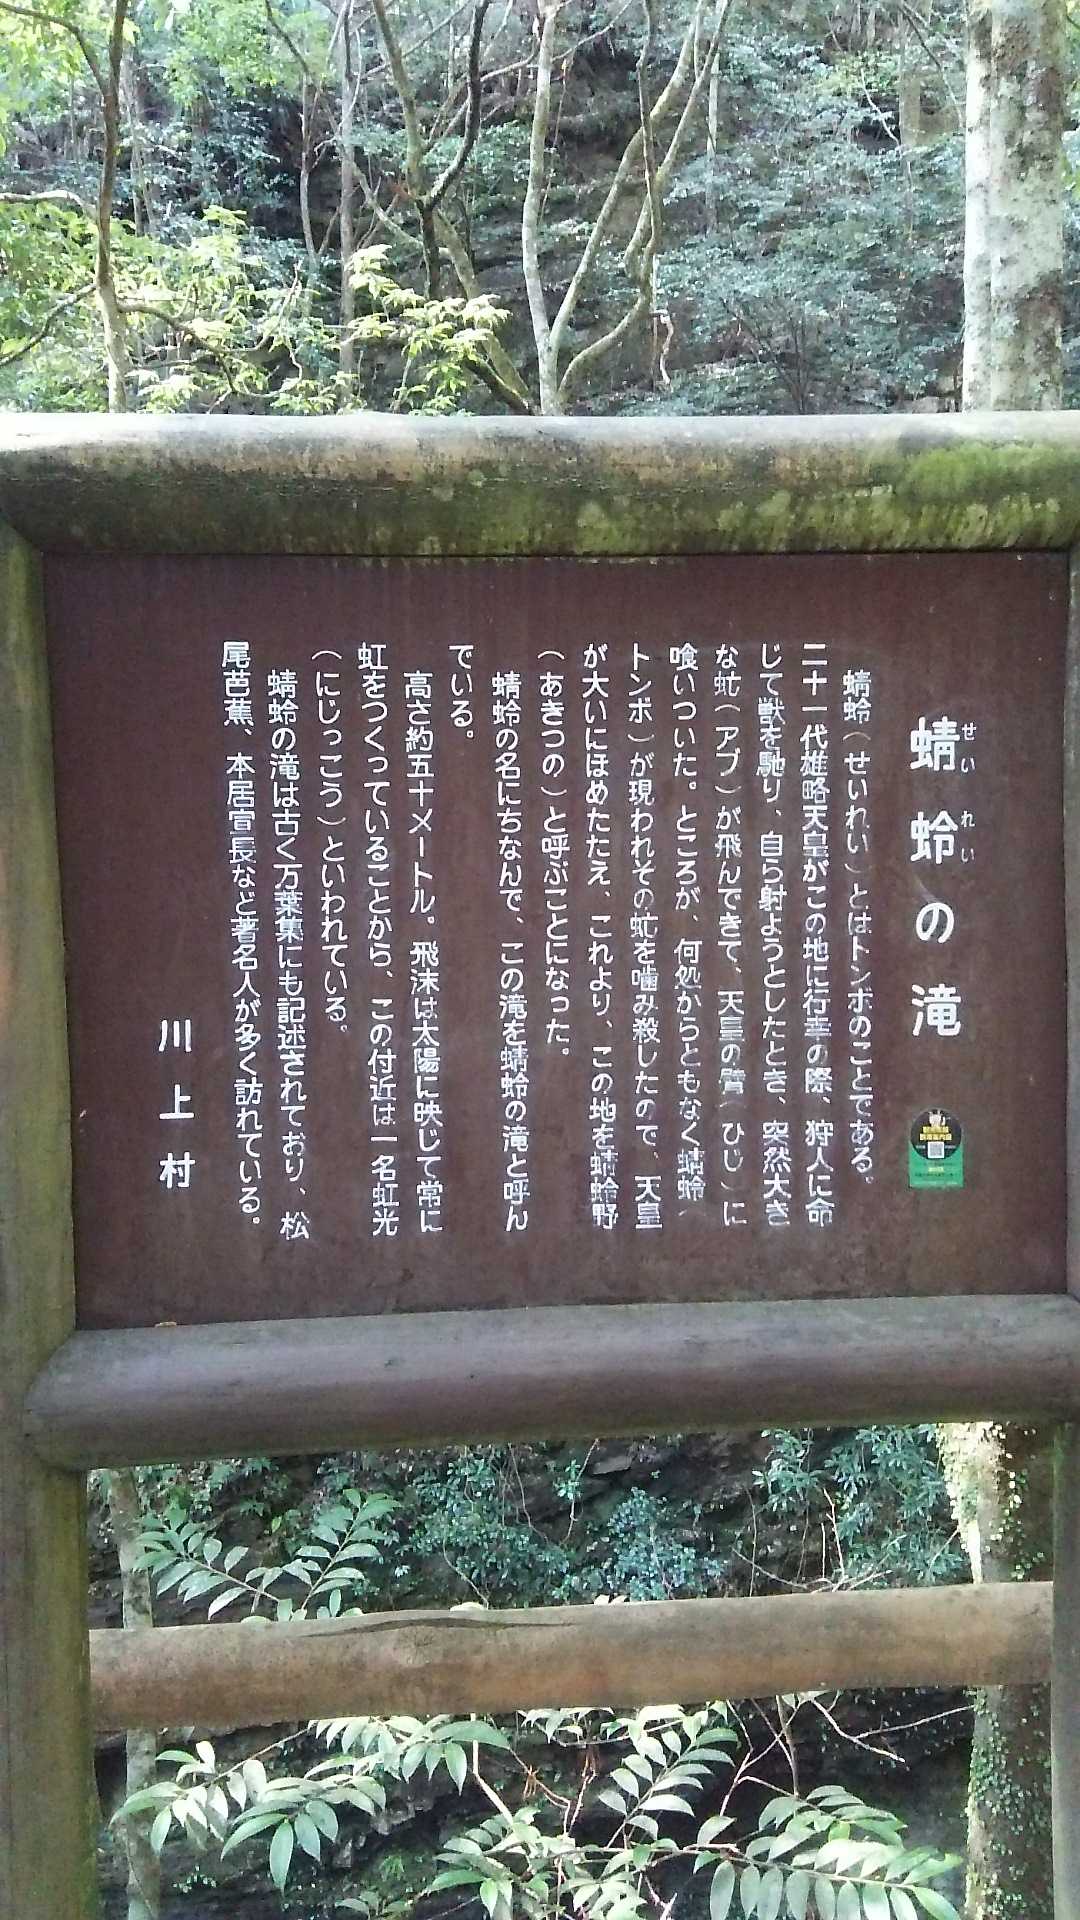 蜻蛉の滝
せい れい
蜻蛉（せいれい）とはトンボのことである。
二十一代雄略天皇がこの地に行幸の際、狩人に命
じて獣を馳り、自ら射ようとしたとき、突然大き
な虻（アブ）が飛んできて、天皇の臂（ひじ）に
喰いついた。ところが、何処からともなく蜻蛉（
トンボ）が現われその虻を噛み殺したので、天皇
が大いにほめたたえ、これより、この地を蜻蛉野
（あきつの）と呼ぶことになった。
蜻蛉の名にちなんで、この滝を蜻蛉の滝と呼ん
でいる。
高さ約五十メートル。飛沫は太陽に映じて常に
虹をつくっていることから、この付近は一名虹光
（にじっこう）といわれている。
蜻蛉の滝は古く万葉集にも記述されており、松
尾芭蕉、本居宣長など著名人が多く訪れている。
川上村